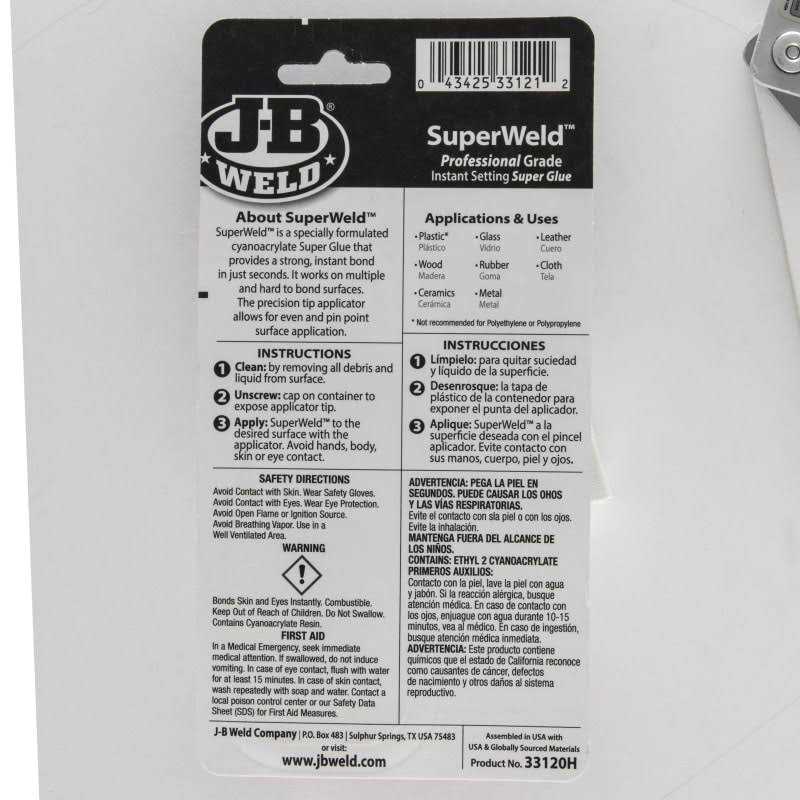 0 43425 33121 2
J-B WELD®
SuperWeld™
Professional Grade
Instant Setting Super Glue
About SuperWeld™
SuperWeld™ is a specially formulated
cyanoacrylate Super Glue that
provides a strong, instant bond
in just seconds. It works on multiple
and hard to bond surfaces.
The precision tip applicator
allows for even and pin point
surface application.
Applications & Uses
• Plastic* • Glass • Leather
Plástico Vidrio Cuero
• Wood • Rubber • Cloth
Madera Goma Tela
• Ceramics • Metal
Cerámica Metal
* Not recommended for Polyethylene or Polypropylene
INSTRUCTIONS
1 Clean: by removing all debris and
liquid from surface.
2 Unscrew: cap on container to
expose applicator tip.
3 Apply: SuperWeld™ to the
desired surface with the
applicator. Avoid hands, body,
skin or eye contact.
INSTRUCCIONES
1 Límpielo: para quitar suciedad
y líquido de la superficie.
2 Desenrosque: la tapa de
plástico de la contenedor para
exponer el punta del aplicador.
3 Aplique: SuperWeld™ a la
superficie deseada con el pincel
aplicador. Evite contacto con
sus manos, cuerpo, piel y ojos.
SAFETY DIRECTIONS
Avoid Contact with Skin. Wear Safety Gloves.
Avoid Contact with Eyes. Wear Eye Protection.
Avoid Open Flame or Ignition Source.
Avoid Breathing Vapor. Use in a
Well Ventilated Area.
WARNING
Bonds Skin and Eyes Instantly. Combustible.
Keep Out of Reach of Children. Do Not Swallow.
Contains Cyanoacrylate Resin.
FIRST AID
In a Medical Emergency, seek immediate
medical attention. If swallowed, do not induce
vomiting. In case of eye contact, flush with water
for at least 15 minutes. In case of skin contact,
wash repeatedly with soap and water. Contact a
local poison control center or our Safety Data
Sheet (SDS) for First Aid Measures.
ADVERTENCIA: PEGA LA PIEL EN
SEGUNDOS. PUEDE CAUSAR LOS OHOS
Y LAS VÍAS RESPIRATORIAS.
Evite el contacto con sla piel o con los ojos.
Evite la inhalación.
MANTENGA FUERA DEL ALCANCE DE
LOS NIÑOS.
CONTAINS: ETHYL 2 CYANOACRYLATE
PRIMEROS AUXILIOS:
Contacto con la piel, lave la piel con agua
y jabón. Si la reacción alérgica, busque
atención médica. En caso de contacto con
los ojos, enjuague con agua durante 10-15
minutos, vea al médico. En caso de ingestión,
busque atención médica inmediata.
ADVERTENCIA: Este producto contiene
químicos que el estado de California reconoce
como causantes de cáncer, defectos
de nacimiento y otros daños al sistema
reproductivo.
J-B Weld Company | P.O. Box 483 | Sulphur Springs, TX USA 75483
or visit:
www.jbweld.com
Assembled in USA with
USA & Globally Sourced Materials
Product No. 33120H